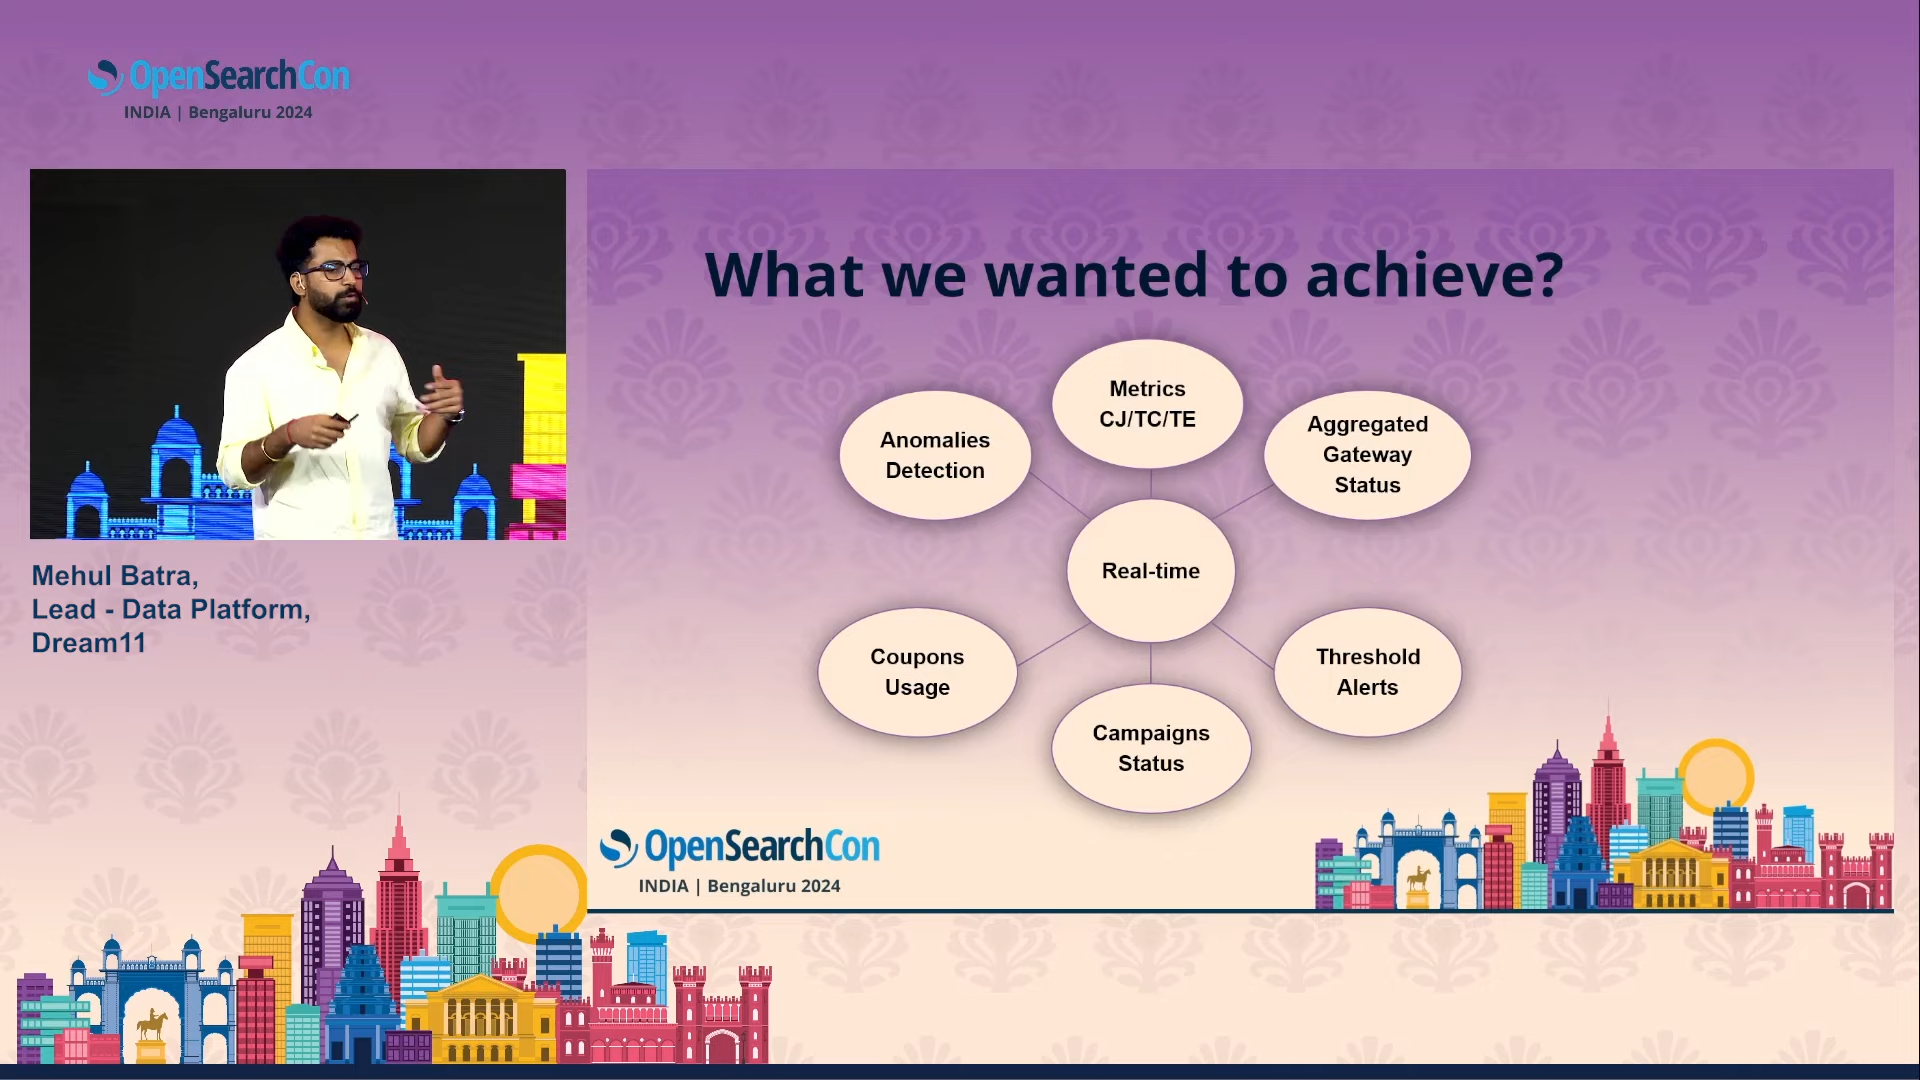 OpenSearchCon
INDIA | Bengaluru 2024
Mehul Batra,
Lead - Data Platform,
Dream11
What we wanted to achieve?
Metrics
CJ/TC/TE
Anomalies
Detection
Aggregated
Gateway
Status
Real-time
Coupons
Usage
Threshold
Alerts
Campaigns
Status
OpenSearchCon
INDIA | Bengaluru 2024